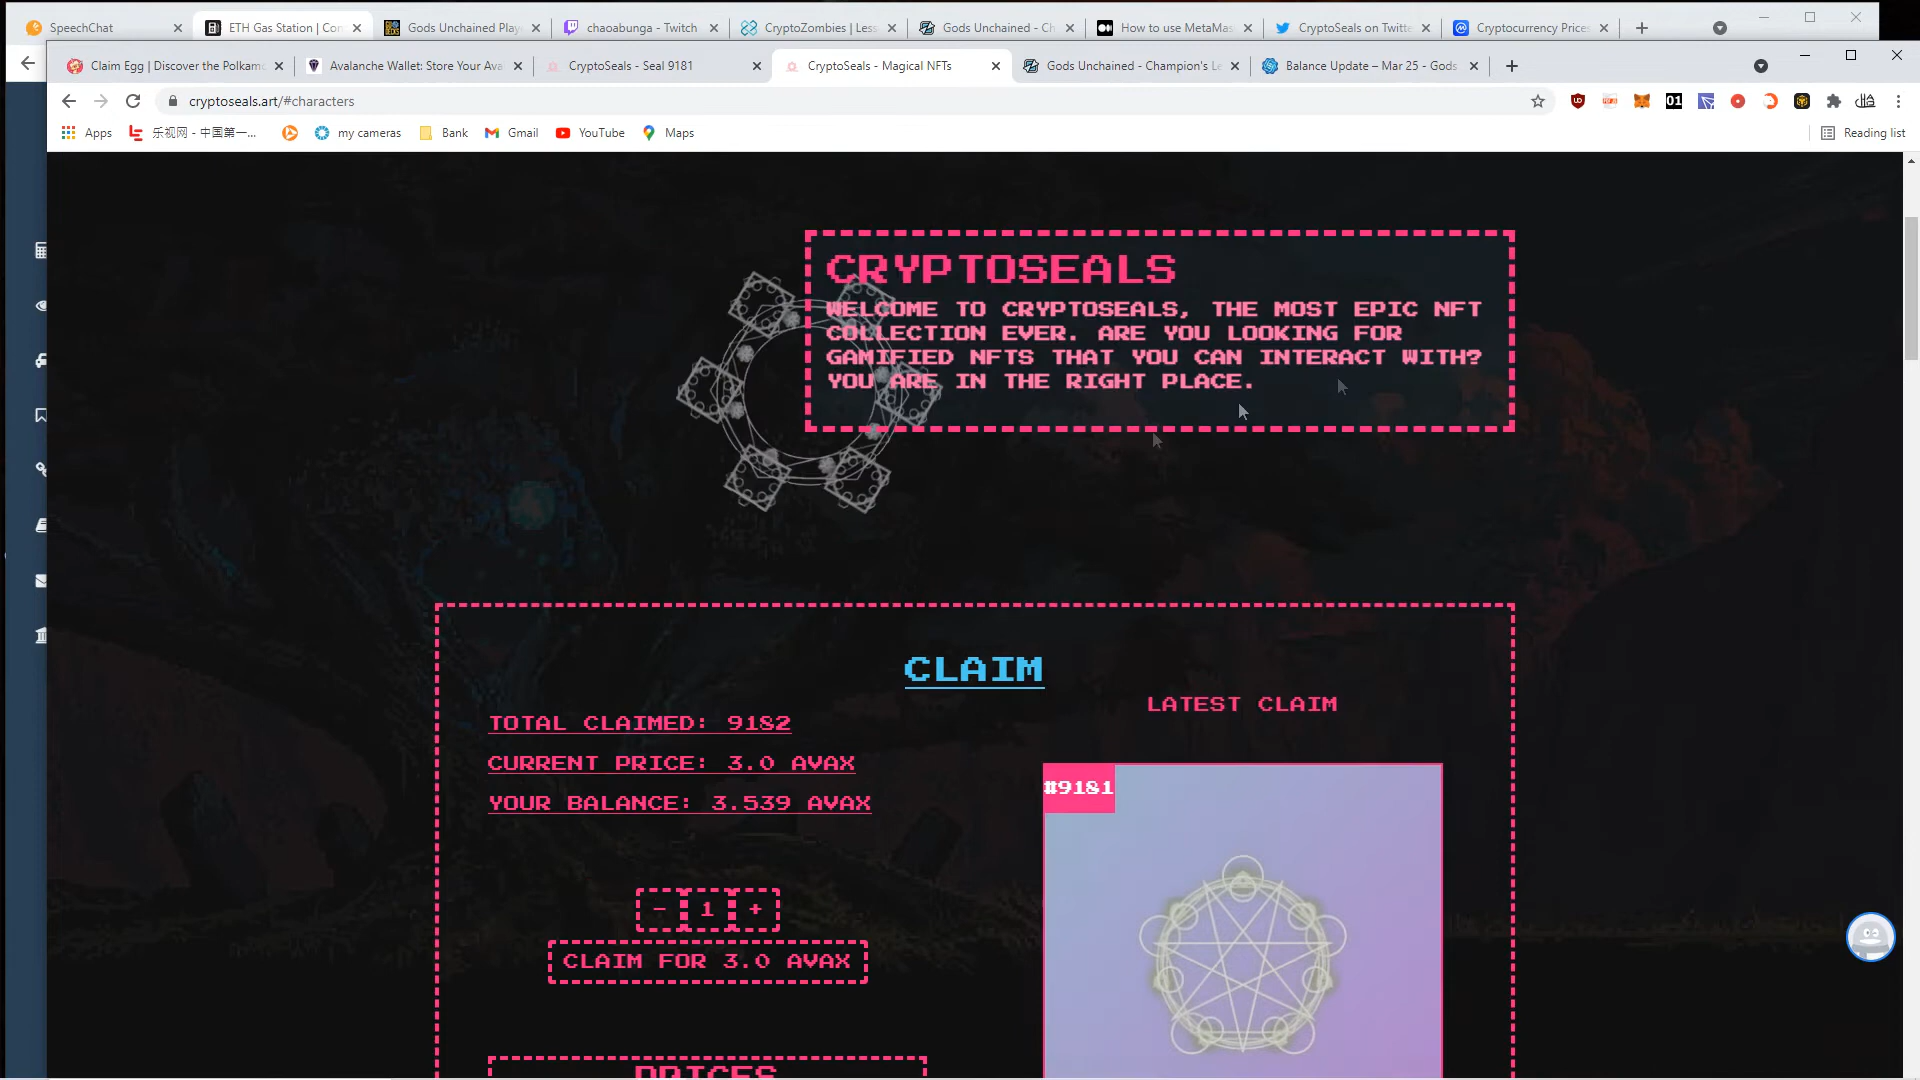 SpeechChat
ETH Gas Station | Con
Gods Unchained Play
chaoabunga - Twitch
CryptoZombies | Less
Gods Unchained - Ch
How to use MetaMas
CryptoSeals on Twitte
Cryptocurrency Prices
Claim Egg | Discover the Polkamo
Avalanche Wallet: Store Your Ava
CryptoSeals - Seal 9181
CryptoSeals - Magical NFTs
Gods Unchained - Champion's Le
Balance Update – Mar 25 - Gods
cryptoseals.art/#characters
01
Apps
乐视网 - 中国第一...
my cameras
Bank
Gmail
YouTube
Maps
Reading list
CRYPTOSEALS
WELCOME TO CRYPTOSEALS, THE MOST EPIC NFT
COLLECTION EVER. ARE YOU LOOKING FOR
GAMIFIED NFTS THAT YOU CAN INTERACT WITH?
YOU ARE IN THE RIGHT PLACE.
CLAIM
TOTAL CLAIMED: 9182
CURRENT PRICE: 3.0 AVAX
YOUR BALANCE: 3.539 AVAX
- 1 +
CLAIM FOR 3.0 AVAX
PRICES
LATEST CLAIM
#9181